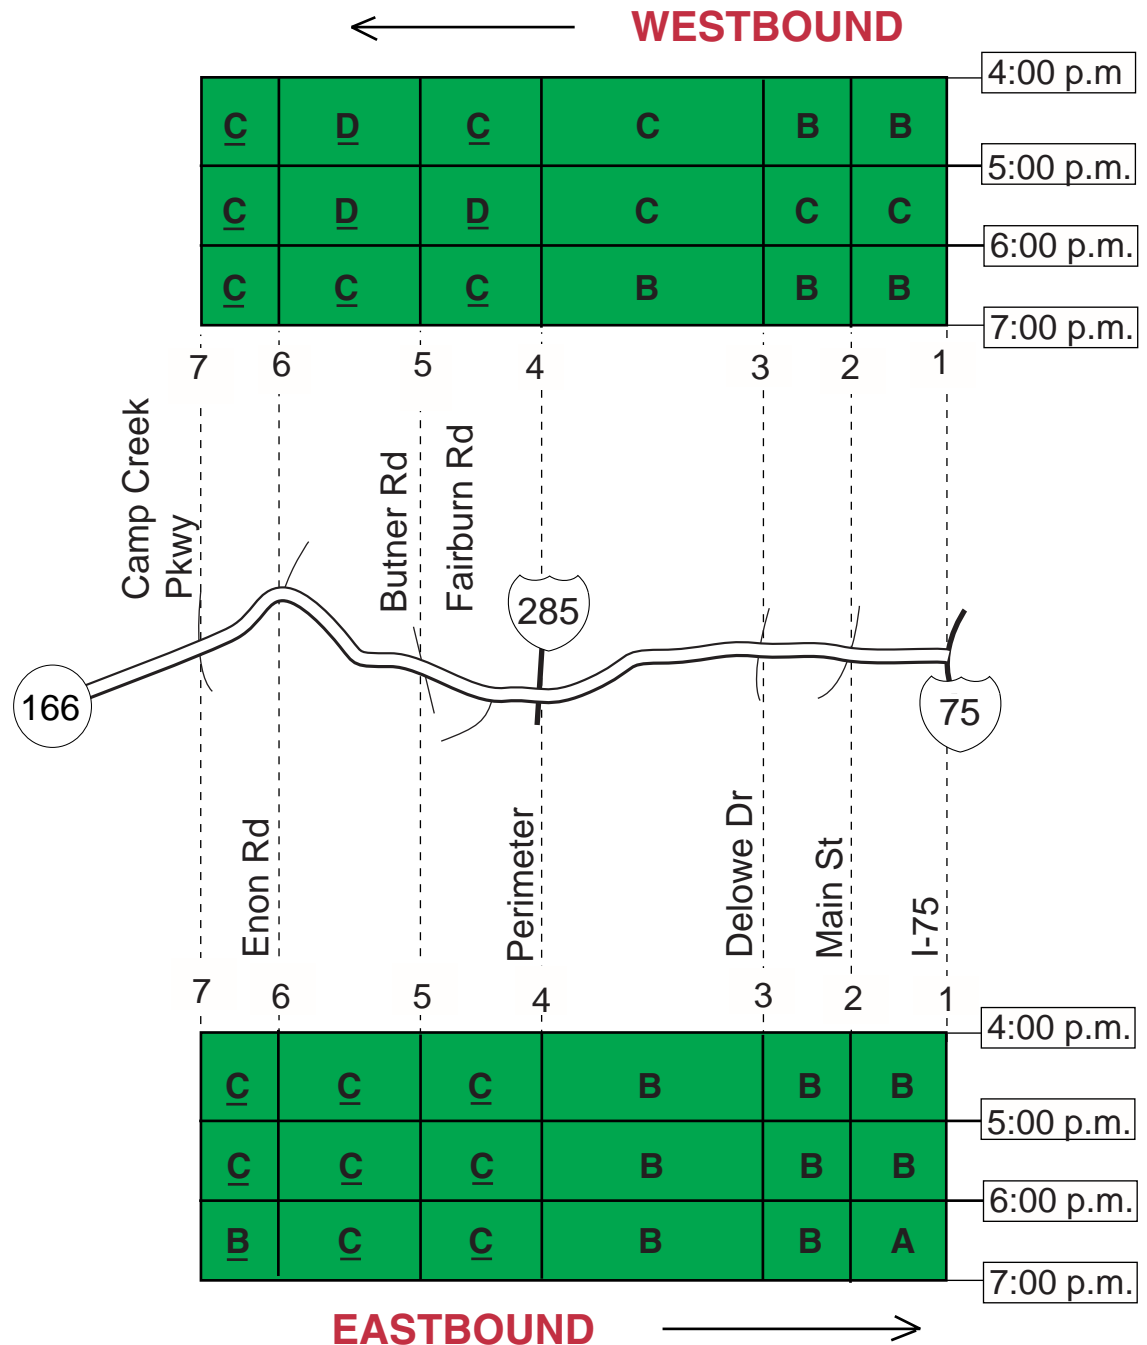 WESTBOUND
4:00 p.m
C D C C B B
5:00 p.m.
C D D C C C
6:00 p.m.
C C C B B B
7:00 p.m.
7 6 5 4 3 2 1
Camp Creek
Pkwy
Butner Rd
Fairburn Rd
285
166
75
Enon Rd
Perimeter
Delowe Dr
Main St
I-75
7 6 5 4 3 2 1
4:00 p.m.
C C C B B B
5:00 p.m.
C C C B B B
6:00 p.m.
B C C B B A
7:00 p.m.
EASTBOUND